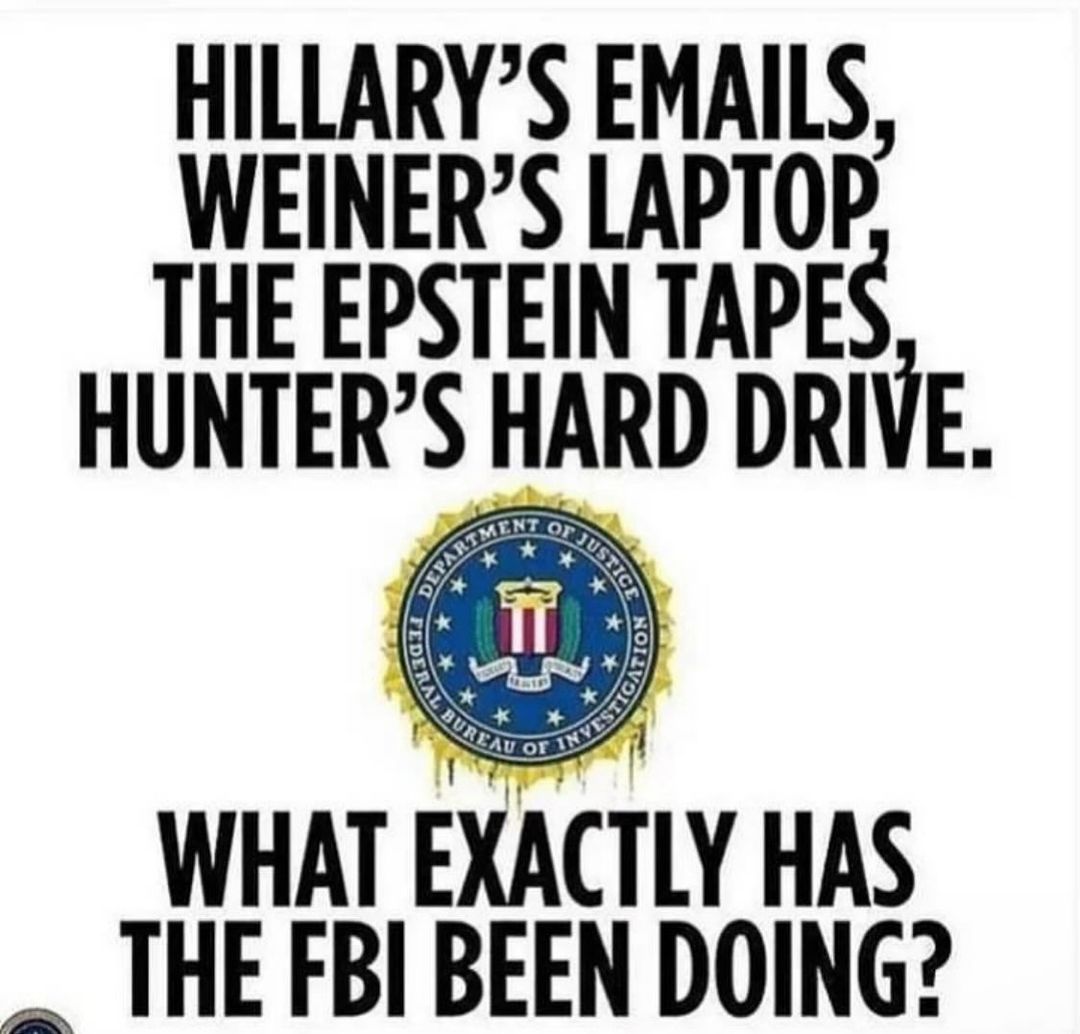 HILLARY'S EMAILS,
WEINER'S LAPTOP,
THE EPSTEIN TAPES,
HUNTER'S HARD DRIVE.
DEPARTMENT OF JUSTICE
FEDERAL BUREAU OF INVESTIGATION
WHAT EXACTLY HAS
THE FBI BEEN DOING?